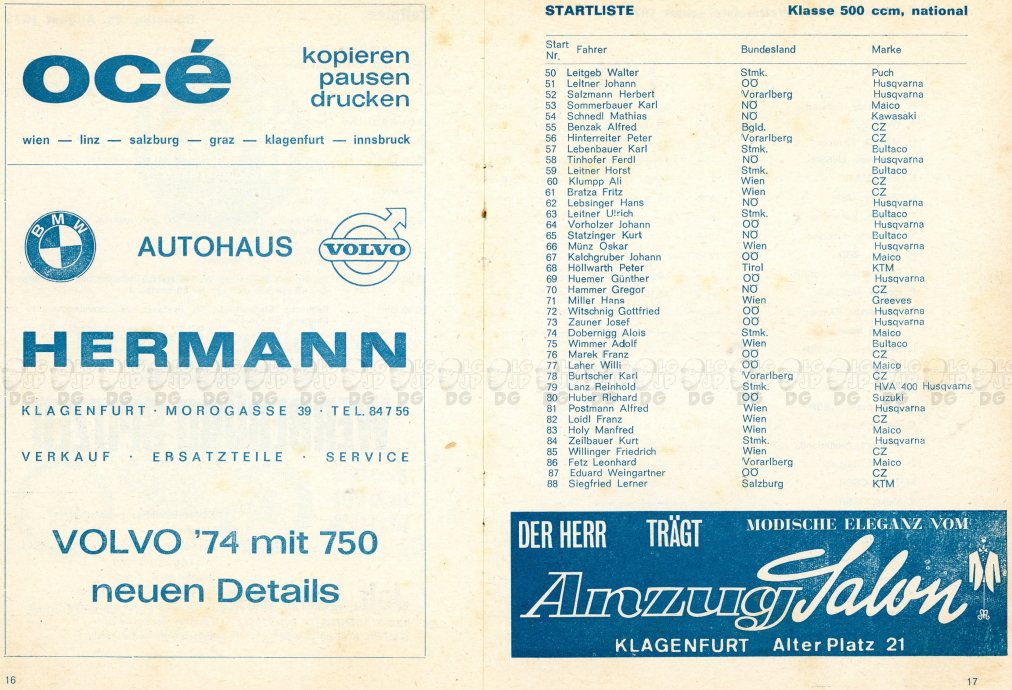 océ
kopieren
pausen
drucken
wien — linz — salzburg — graz — klagenfurt — innsbruck
BMW
AUTOHAUS
VOLVO
HERMANN
KLAGENFURT · MOROGASSE 39 · TEL. 84756
VERKAUF · ERSATZTEILE · SERVICE
VOLVO '74 mit 750
neuen Details
16
STARTLISTE Klasse 500 ccm, national
Start
Nr. Fahrer Bundesland Marke
50 Leitgeb Walter Stmk. Puch
51 Leitner Johann OÖ Husqvarna
52 Salzmann Herbert Vorarlberg Husqvarna
53 Sommerbauer Karl NÖ Maico
54 Schnedl Mathias NÖ Kawasaki
55 Benzak Alfred Bgld. CZ
56 Hinterreiter Peter Vorarlberg CZ
57 Lebenbauer Karl Stmk. Bultaco
58 Tinhofer Ferdl NÖ Husqvarna
59 Leitner Horst Stmk. Bultaco
60 Klumpp Ali Wien CZ
61 Bratza Fritz Wien CZ
62 Lebsinger Hans NÖ Husqvarna
63 Leitner Ulrich Stmk. Bultaco
64 Vorholzer Johann OÖ Husqvarna
65 Statzinger Kurt NÖ Bultaco
66 Münz Oskar Wien Husqvarna
67 Kalchgruber Johann OÖ Maico
68 Höllwarth Peter Tirol KTM
69 Huemer Günther OÖ Husqvarna
70 Hammer Gregor NÖ CZ
71 Miller Hans Wien Greeves
72 Witschnig Gottfried OÖ Husqvarna
73 Zauner Josef OÖ Husqvarna
74 Dobernigg Alois Stmk. Maico
75 Wimmer Adolf Wien Bultaco
76 Marek Franz OÖ CZ
77 Laher Willi OÖ Maico
78 Burtscher Karl Vorarlberg CZ
79 Lanz Reinhold Stmk. HVA 400 Husqvarna
80 Huber Richard OÖ Suzuki
81 Postmann Alfred Wien Husqvarna
82 Loidl Franz Wien CZ
83 Holy Manfred Wien Maico
84 Zeilbauer Kurt Stmk. Husqvarna
85 Willinger Friedrich Wien CZ
86 Fetz Leonhard Vorarlberg Maico
87 Eduard Weingartner OÖ CZ
88 Siegfried Lerner Salzburg KTM
DER HERR TRÄGT MODISCHE ELEGANZ VOM
Anzug Salon
KLAGENFURT Alter Platz 21
17